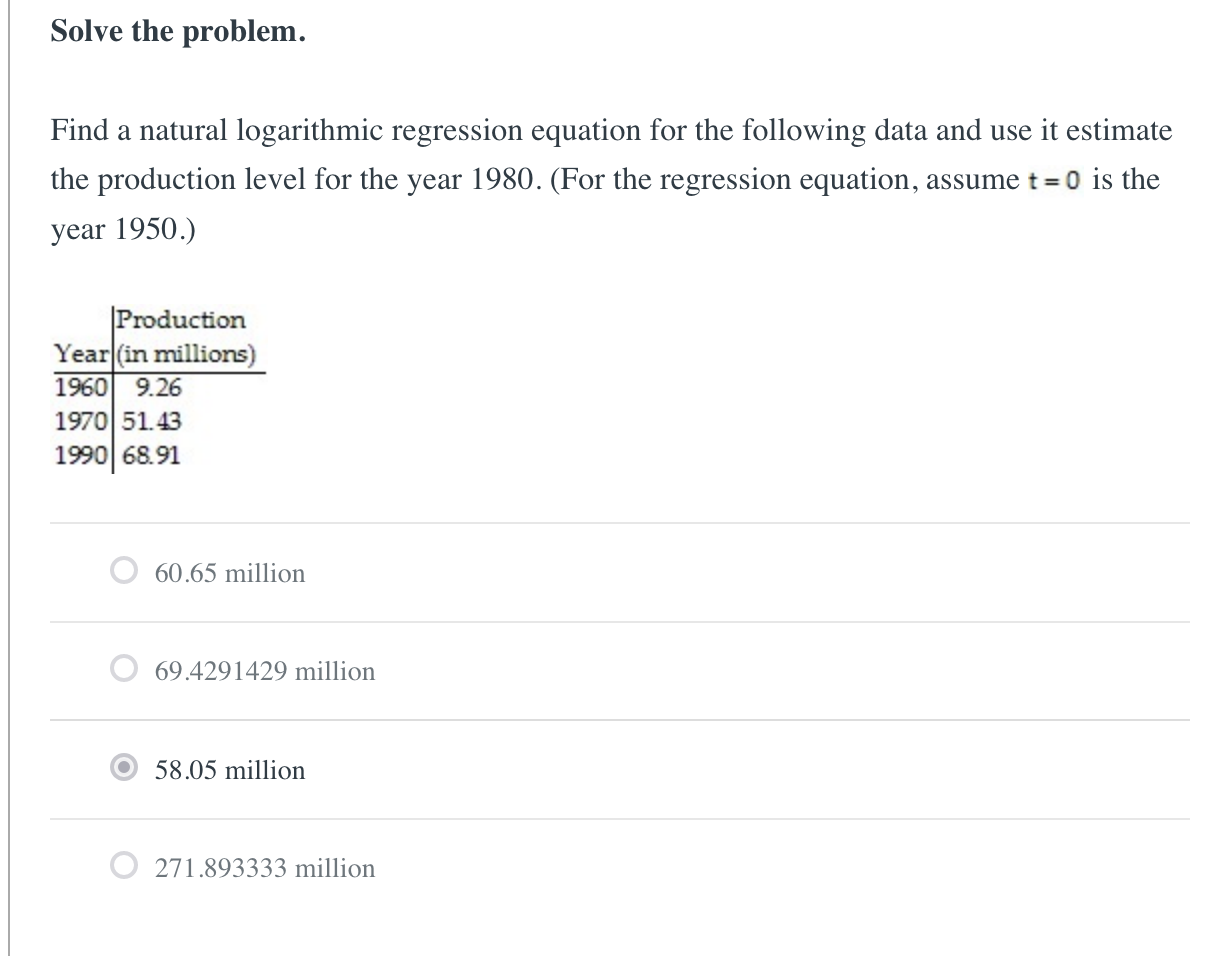 Solve the problem.
Find a natural logarithmic regression equation for the following data and use it estimate
the production level for the year 1980. (For the regression equation, assume t = 0 is the
year 1950.)
Production
Year (in millions)
1960 9.26
1970 51.43
1990 68.91
60.65 million
69.4291429 million
58.05 million
271.893333 million